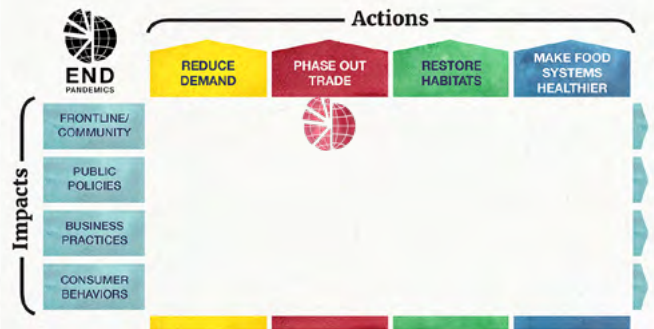 Actions
END
PANDEMICS
REDUCE
DEMAND
PHASE OUT
TRADE
RESTORE
HABITATS
MAKE FOOD
SYSTEMS
HEALTHIER
Impacts
FRONTLINE/
COMMUNITY
PUBLIC
POLICIES
BUSINESS
PRACTICES
CONSUMER
BEHAVIORS